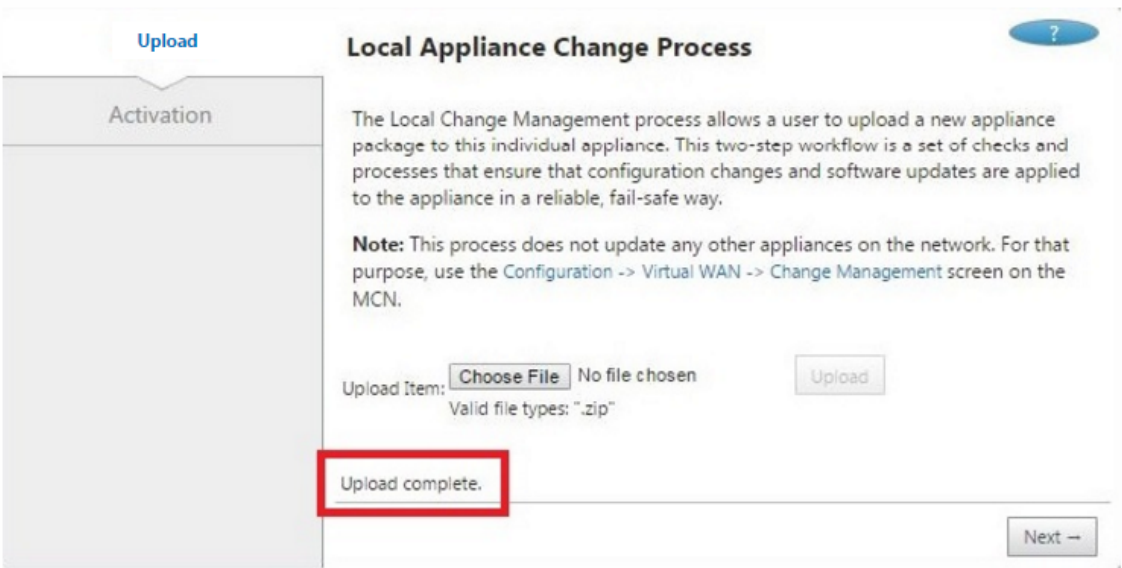 Upload
Activation
Local Appliance Change Process
?
The Local Change Management process allows a user to upload a new appliance
package to this individual appliance. This two-step workflow is a set of checks and
processes that ensure that configuration changes and software updates are applied
to the appliance in a reliable, fail-safe way.
Note: This process does not update any other appliances on the network. For that
purpose, use the Configuration -> Virtual WAN -> Change Management screen on the
MCN.
Upload Item: Choose File No file chosen Upload
Valid file types: ".zip"
Upload complete.
Next →